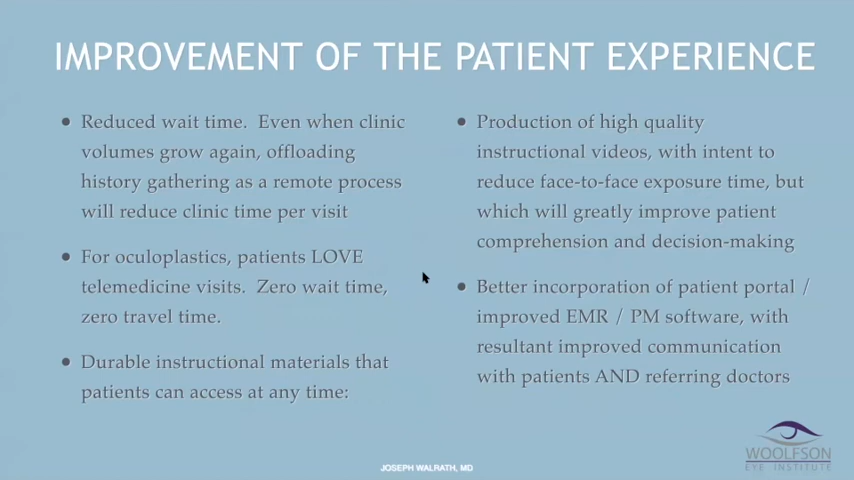 IMPROVEMENT OF THE PATIENT EXPERIENCE
• Reduced wait time.  Even when clinic
volumes grow again, offloading
history gathering as a remote process
will reduce clinic time per visit
• For oculoplastics, patients LOVE
telemedicine visits.  Zero wait time,
zero travel time.
• Durable instructional materials that
patients can access at any time:
• Production of high quality
instructional videos, with intent to
reduce face-to-face exposure time, but
which will greatly improve patient
comprehension and decision-making
• Better incorporation of patient portal /
improved EMR / PM software, with
resultant improved communication
with patients AND referring doctors
JOSEPH WALRATH, MD
WOOLFSON
EYE INSTITUTE